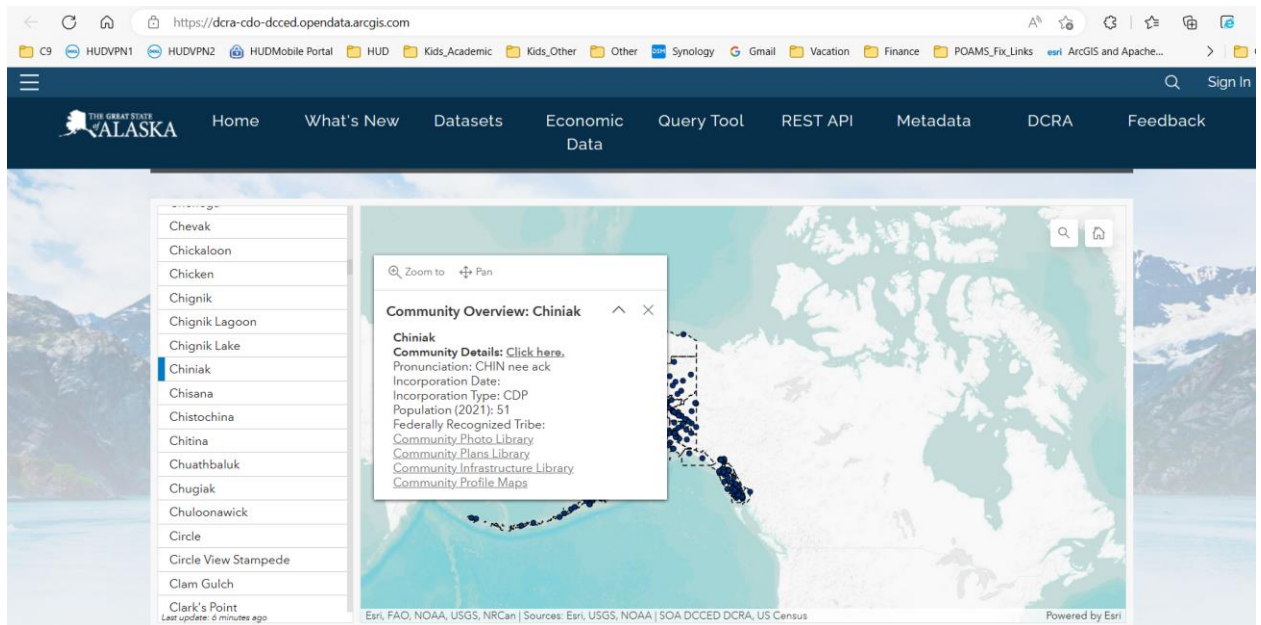 https://dcra-cdo-dcced.opendata.arcgis.com
C9 HUDVPN1 HUDVPN2 HUDMobile Portal HUD Kids_Academic Kids_Other Other DSM Synology G Gmail Vacation Finance POAMS_Fix_Links esri ArcGIS and Apache...
Sign In
THE GREAT STATE of ALASKA
Home What's New Datasets Economic Data Query Tool REST API Metadata DCRA Feedback
Chevak
Chickaloon
Chicken
Chignik
Chignik Lagoon
Chignik Lake
Chiniak
Chisana
Chistochina
Chitina
Chuathbaluk
Chugiak
Chuloonawick
Circle
Circle View Stampede
Clam Gulch
Clark's Point
Last update: 6 minutes ago
Zoom to Pan
Community Overview: Chiniak
Chiniak
Community Details: Click here.
Pronunciation: CHIN nee ack
Incorporation Date:
Incorporation Type: CDP
Population (2021): 51
Federally Recognized Tribe:
Community Photo Library
Community Plans Library
Community Infrastructure Library
Community Profile Maps
Esri, FAO, NOAA, USGS, NRCan | Sources: Esri, USGS, NOAA | SOA DCCED DCRA, US Census
Powered by Esri